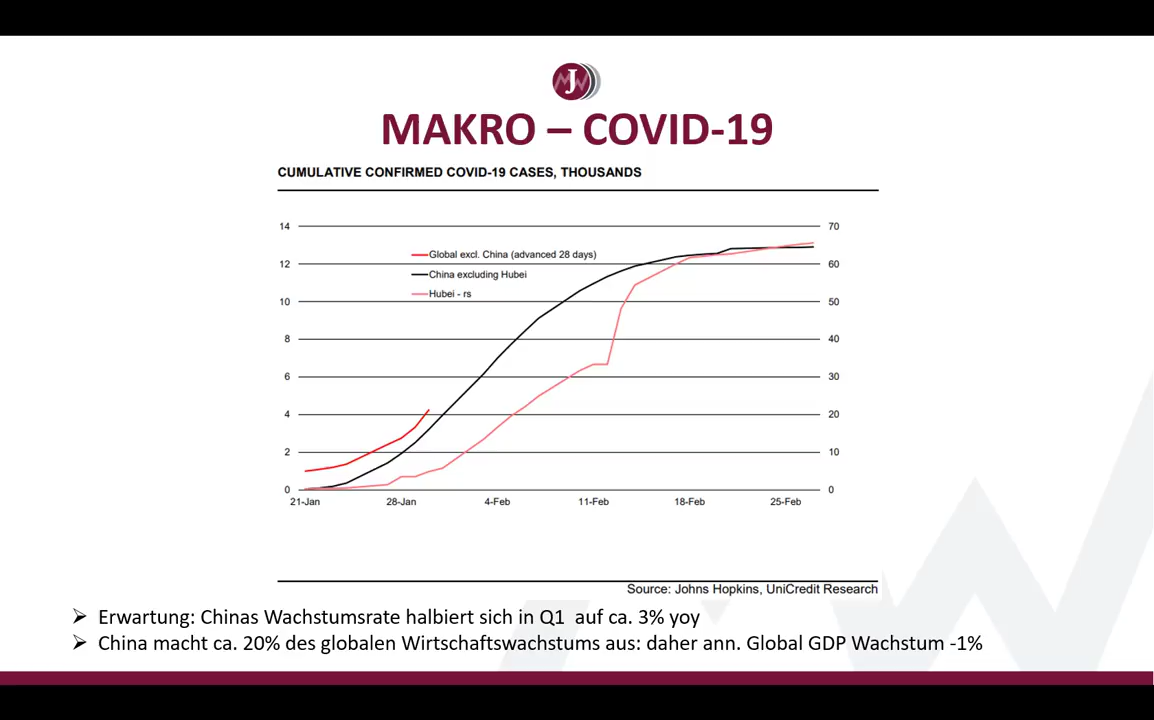 J
MAKRO – COVID-19
CUMULATIVE CONFIRMED COVID-19 CASES, THOUSANDS
14 70
Global excl. China (advanced 28 days)
12 60
China excluding Hubei
Hubei - rs
10 50
8 40
6 30
4 20
2 10
0 0
21-Jan 28-Jan 4-Feb 11-Feb 18-Feb 25-Feb
Source: Johns Hopkins, UniCredit Research
➢ Erwartung: Chinas Wachstumsrate halbiert sich in Q1 auf ca. 3% yoy
➢ China macht ca. 20% des globalen Wirtschaftswachstums aus: daher ann. Global GDP Wachstum -1%